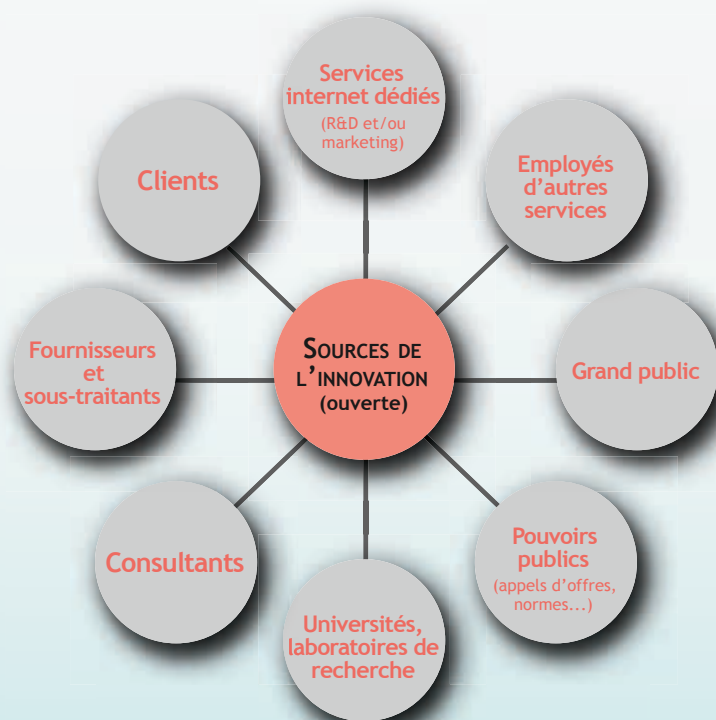 Services
internet dédiés
(R&D et/ou
marketing)
Employés
d'autres
services
Grand public
Pouvoirs
publics
(appels d'offres,
normes...)
Universités,
laboratoires de
recherche
Consultants
Fournisseurs
et
sous-traitants
Clients
SOURCES DE
L'INNOVATION
(ouverte)